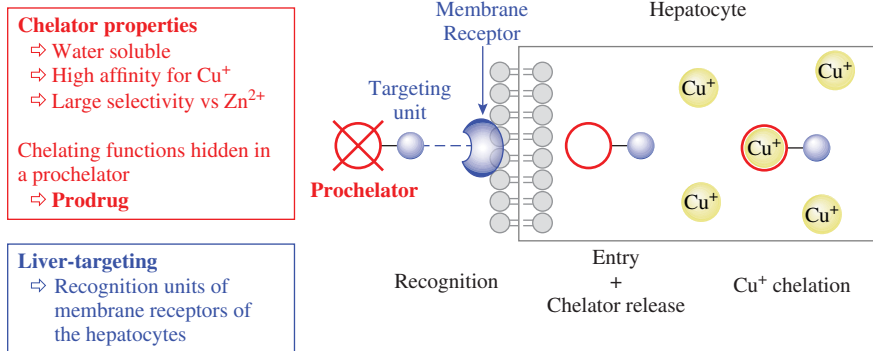 Chelator properties
⇨ Water soluble
⇨ High affinity for Cu⁺
⇨ Large selectivity vs Zn²⁺
Chelating functions hidden in
a prochelator
⇨ Prodrug
Liver-targeting
⇨ Recognition units of
membrane receptors of
the hepatocytes
Membrane
Receptor
Targeting
unit
Prochelator
Recognition
Hepatocyte
Cu⁺
Cu⁺
Cu⁺
Cu⁺
Cu⁺
Entry
+
Chelator release
Cu⁺ chelation